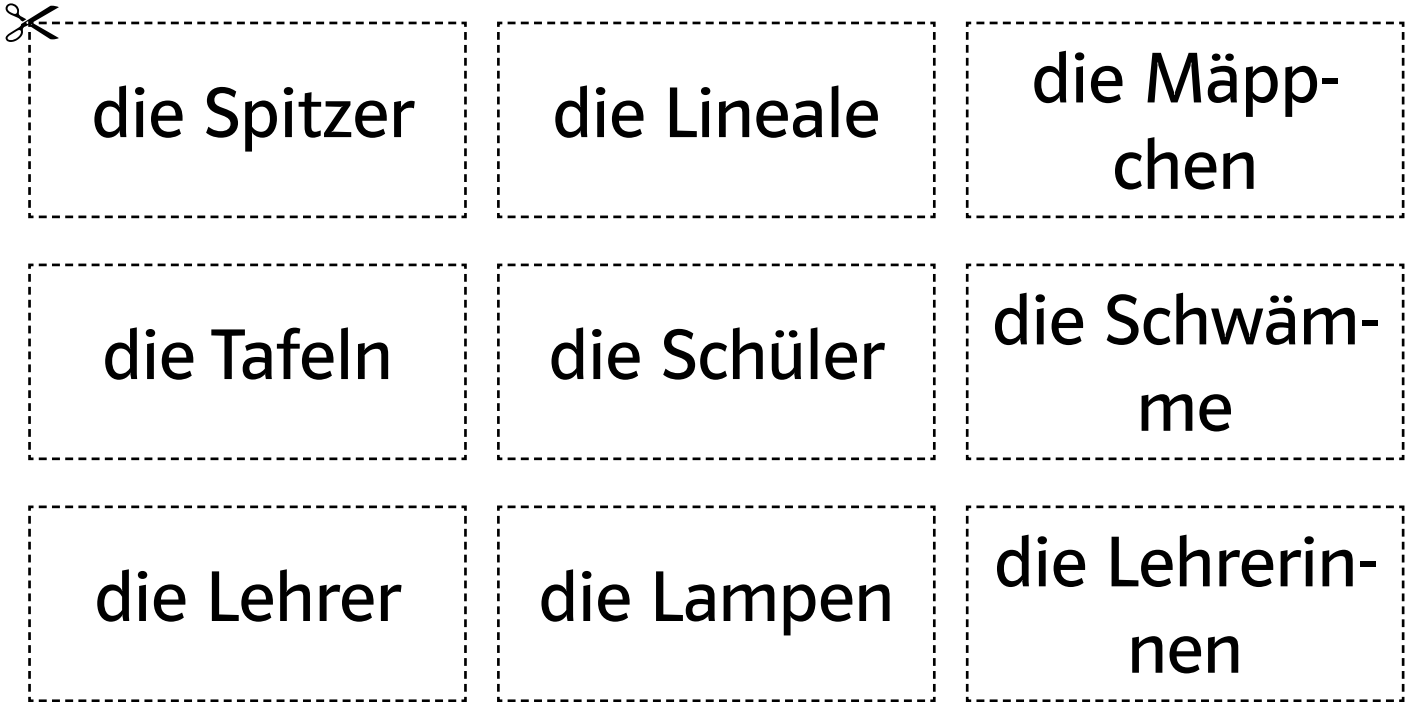 die Spitzer
die Lineale
die Mäpp-
chen
die Tafeln
die Schüler
die Schwäm-
me
die Lehrer
die Lampen
die Lehrerin-
nen